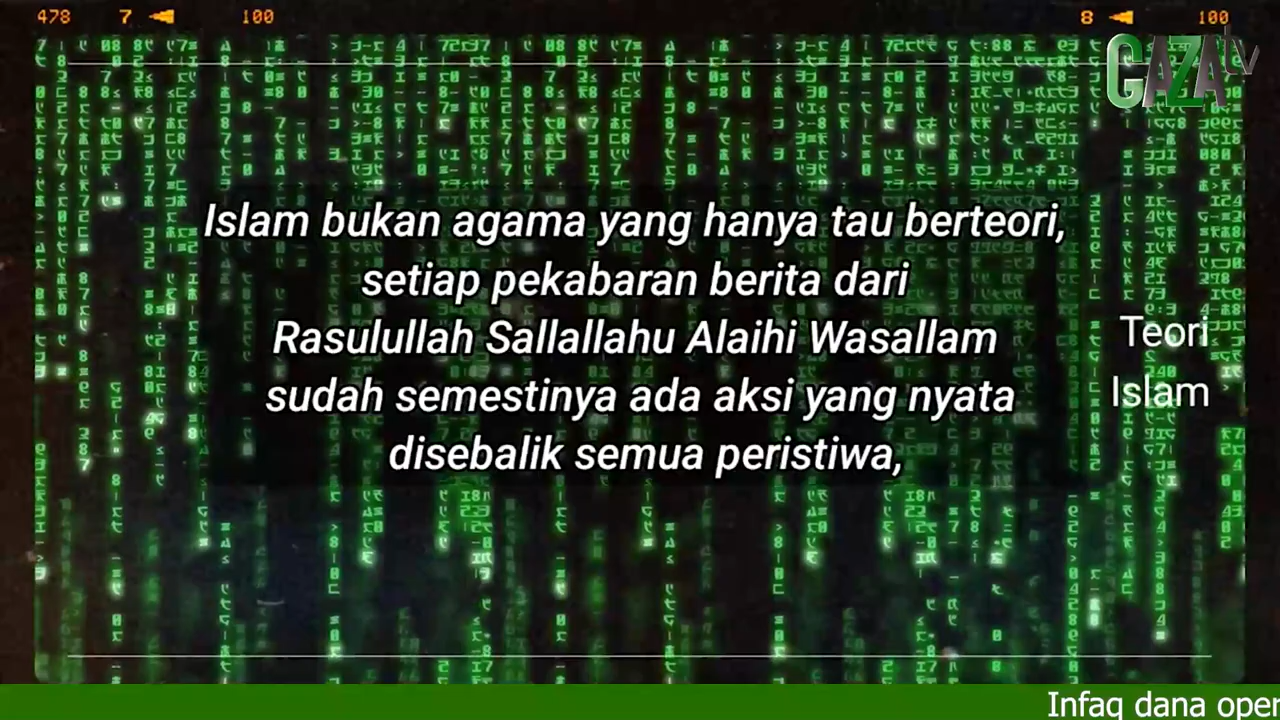 478 7 100 8 100
GAZA tv
Islam bukan agama yang hanya tau berteori,
setiap pekabaran berita dari
Rasulullah Sallallahu Alaihi Wasallam
sudah semestinya ada aksi yang nyata
disebalik semua peristiwa,
Teori
Islam
Infaq dana oper